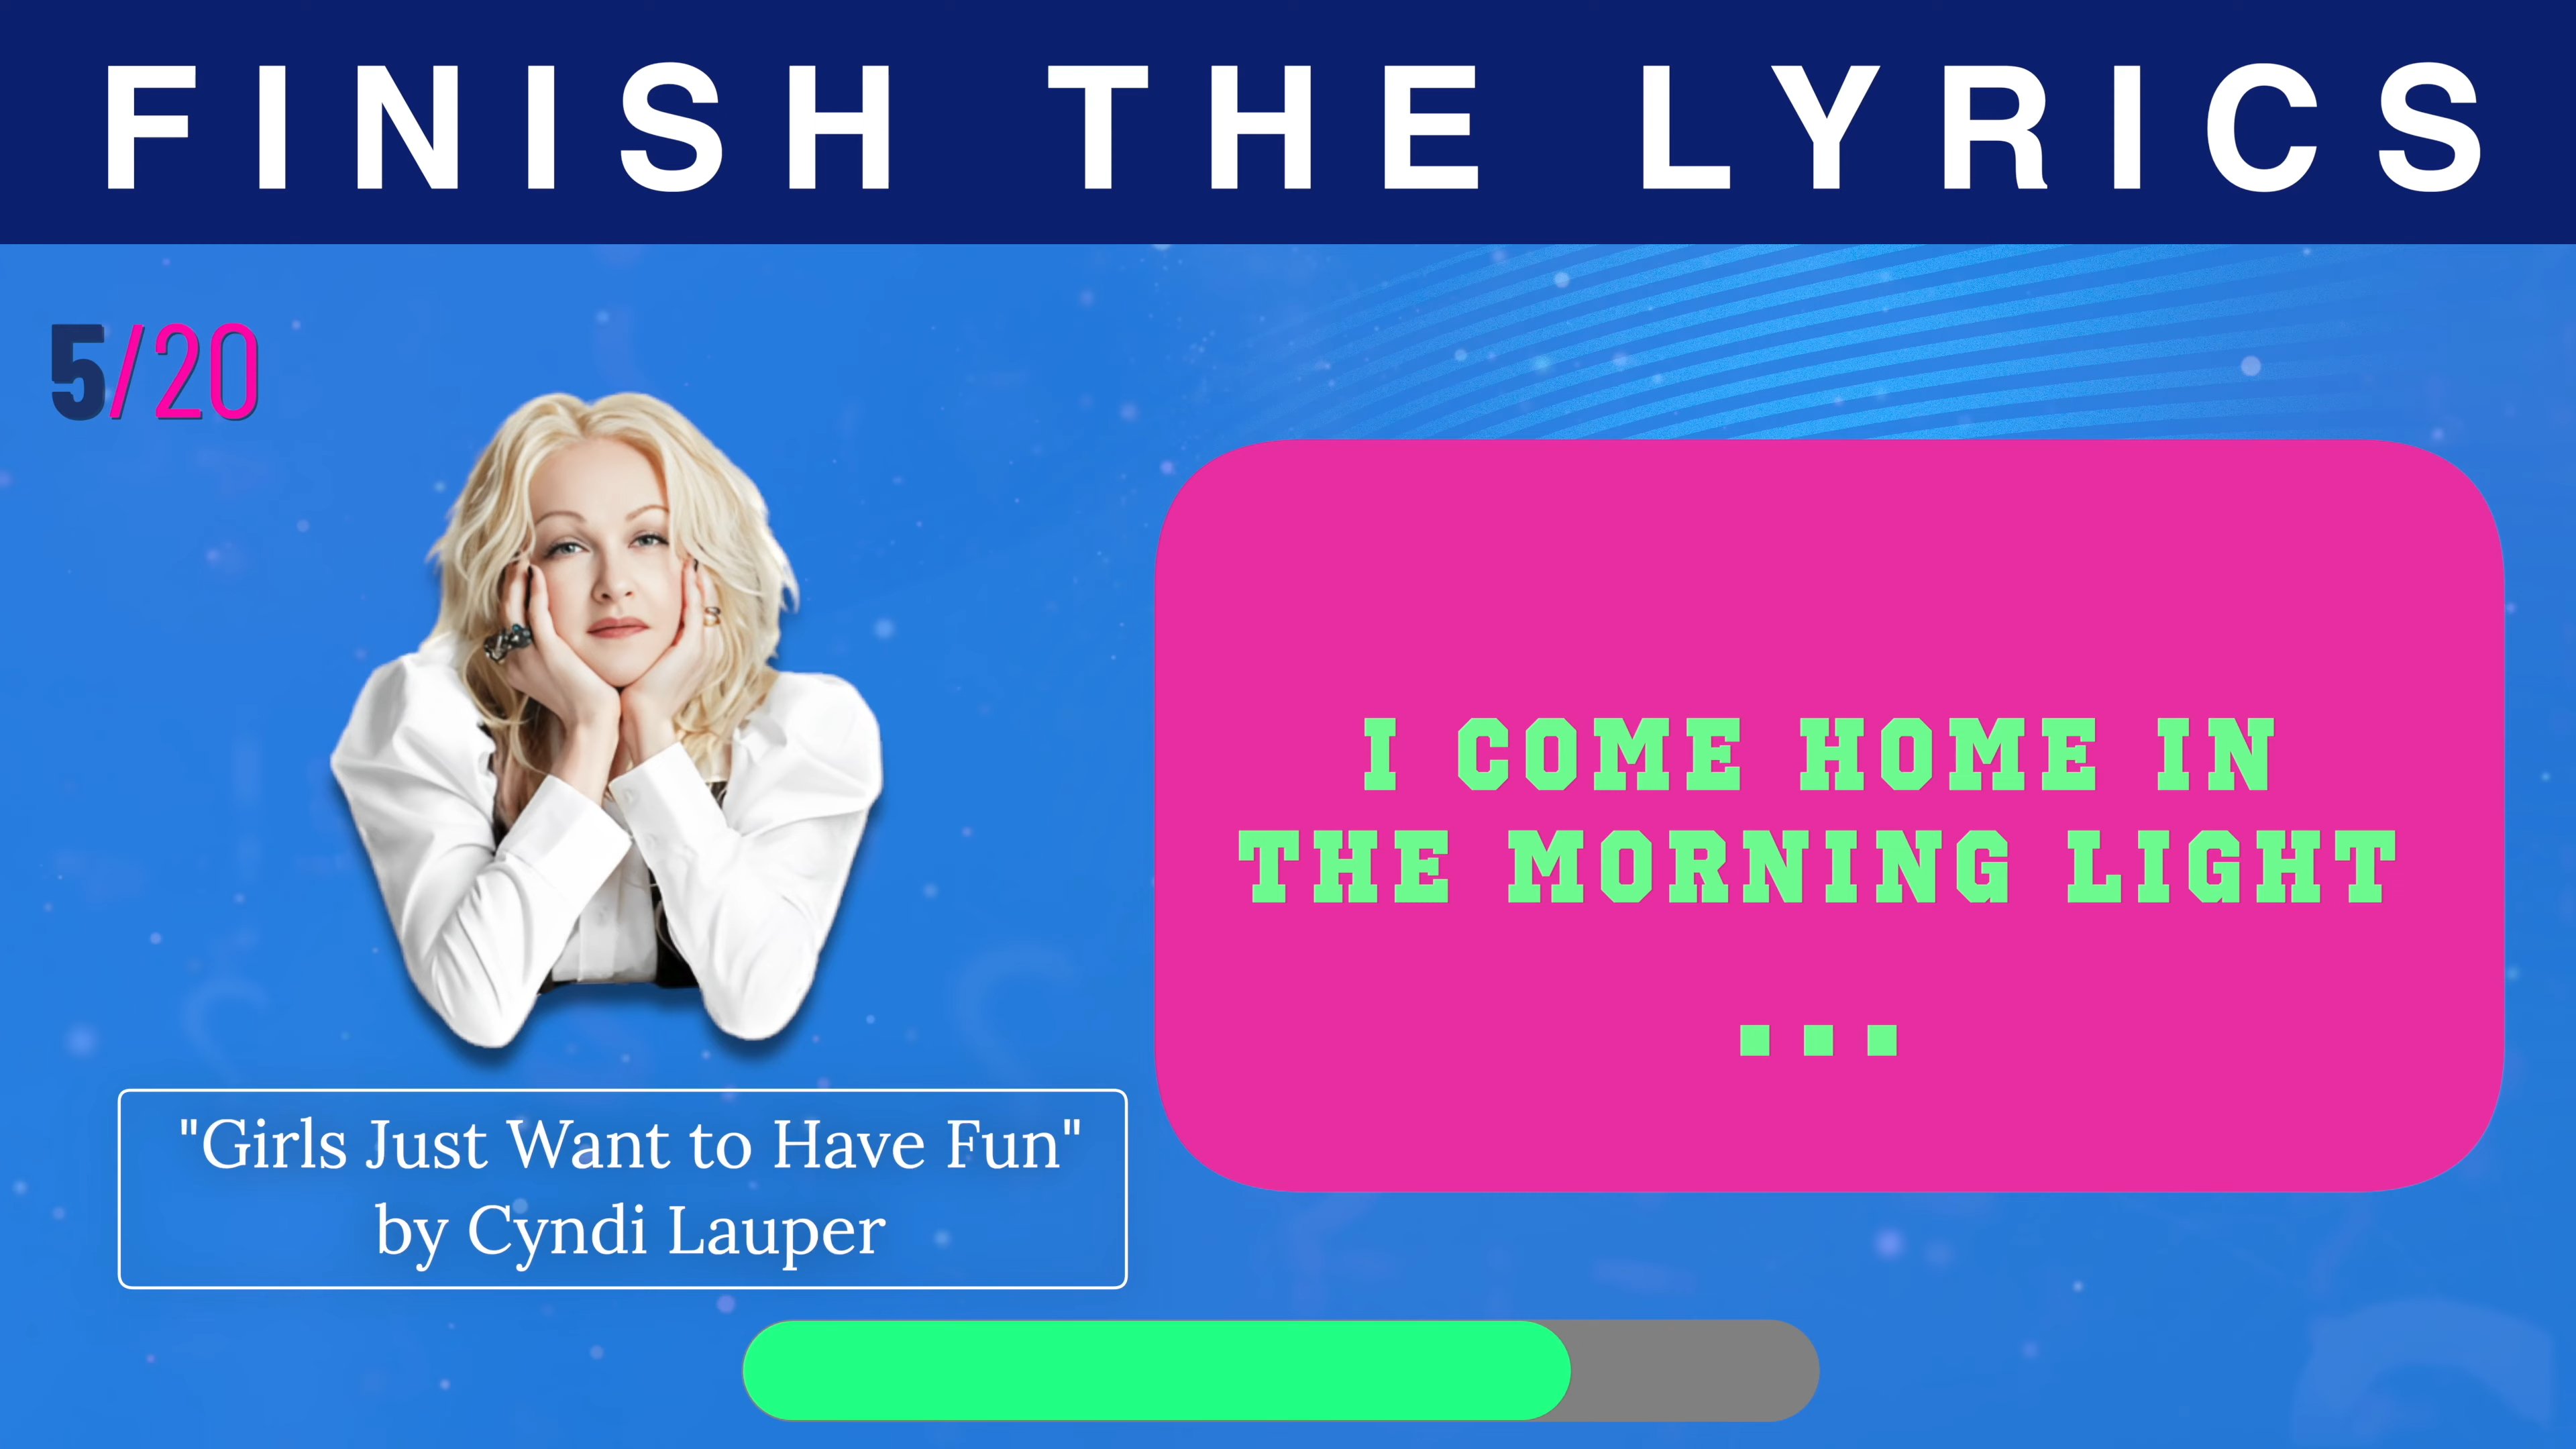 FINISH THE LYRICS
5/20
I COME HOME IN
THE MORNING LIGHT
...
"Girls Just Want to Have Fun"
by Cyndi Lauper